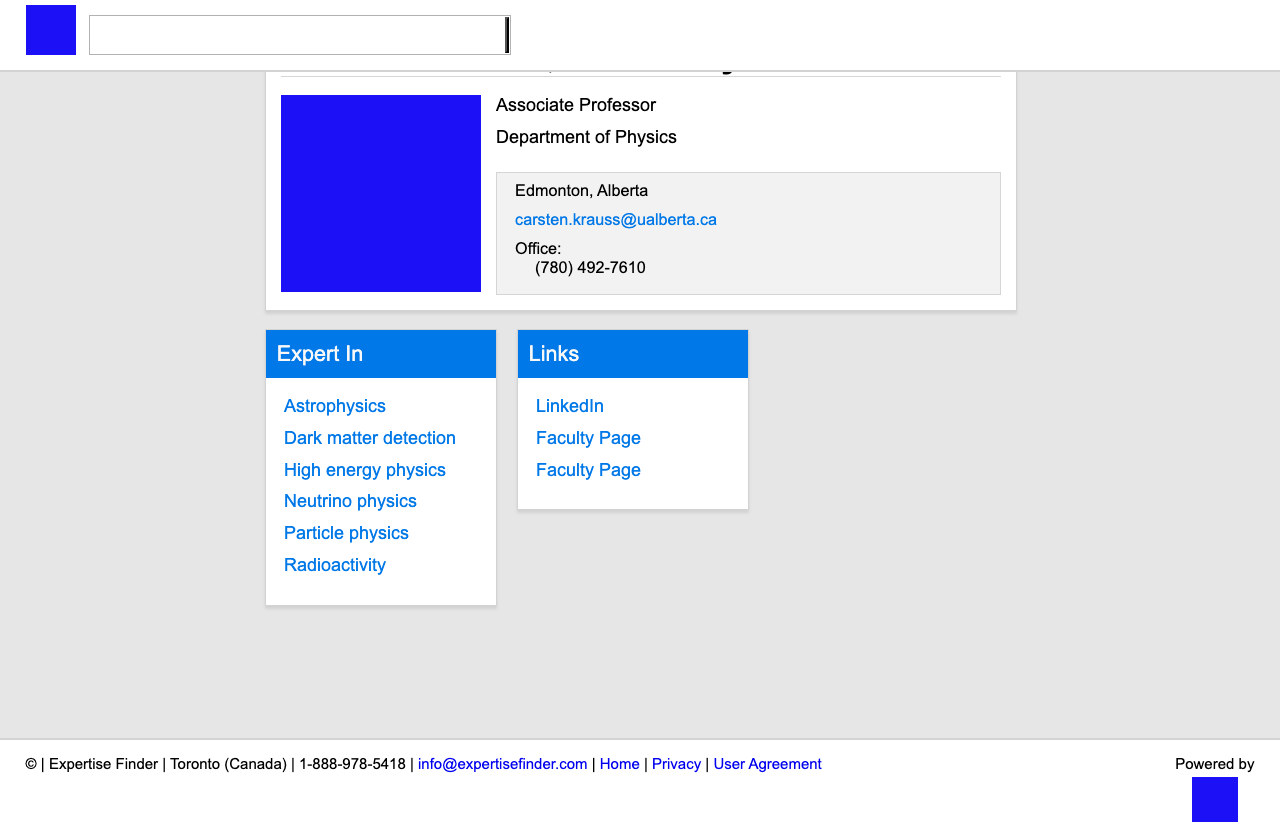 Associate Professor
Department of Physics
Edmonton, Alberta
carsten.krauss@ualberta.ca
Office:
(780) 492-7610
Expert In
Astrophysics
Dark matter detection
High energy physics
Neutrino physics
Particle physics
Radioactivity
Links
LinkedIn
Faculty Page
Faculty Page
© | Expertise Finder | Toronto (Canada) | 1-888-978-5418 | info@expertisefinder.com | Home | Privacy | User Agreement
Powered by